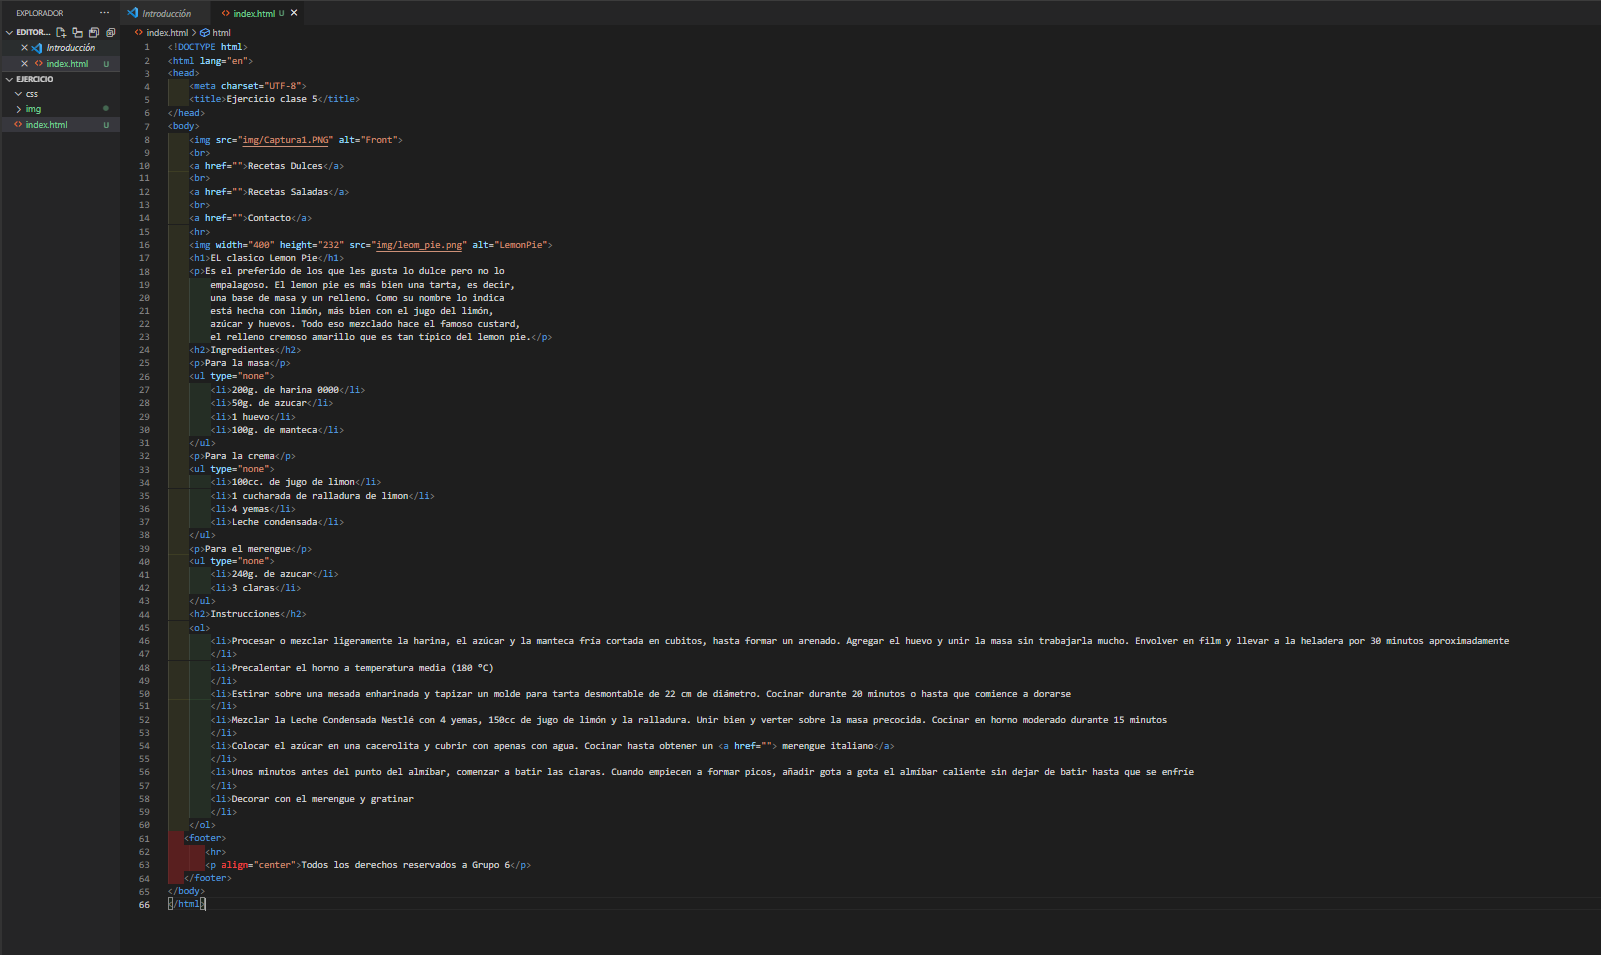 EXPLORADOR ···
Introducción
index.html U
EDITOR...
Introducción
index.html U
EJERCICIO
css
img
index.html U
index.html > html
1 <!DOCTYPE html>
2 <html lang="en">
3 <head>
4 <meta charset="UTF-8">
5 <title>Ejercicio clase 5</title>
6 </head>
7 <body>
8 <img src="img/Captura1.PNG" alt="Front">
9 <br>
10 <a href="">Recetas Dulces</a>
11 <br>
12 <a href="">Recetas Saladas</a>
13 <br>
14 <a href="">Contacto</a>
15 <hr>
16 <img width="400" height="232" src="img/leom_pie.png" alt="LemonPie">
17 <h1>EL clasico Lemon Pie</h1>
18 <p>Es el preferido de los que les gusta lo dulce pero no lo
19 empalagoso. El lemon pie es más bien una tarta, es decir,
20 una base de masa y un relleno. Como su nombre lo indica
21 está hecha con limón, más bien con el jugo del limón,
22 azúcar y huevos. Todo eso mezclado hace el famoso custard,
23 el relleno cremoso amarillo que es tan típico del lemon pie.</p>
24 <h2>Ingredientes</h2>
25 <p>Para la masa</p>
26 <ul type="none">
27 <li>200g. de harina 0000</li>
28 <li>50g. de azucar</li>
29 <li>1 huevo</li>
30 <li>100g. de manteca</li>
31 </ul>
32 <p>Para la crema</p>
33 <ul type="none">
34 <li>100cc. de jugo de limon</li>
35 <li>1 cucharada de ralladura de limon</li>
36 <li>4 yemas</li>
37 <li>Leche condensada</li>
38 </ul>
39 <p>Para el merengue</p>
40 <ul type="none">
41 <li>240g. de azucar</li>
42 <li>3 claras</li>
43 </ul>
44 <h2>Instrucciones</h2>
45 <ol>
46 <li>Procesar o mezclar ligeramente la harina, el azúcar y la manteca fría cortada en cubitos, hasta formar un arenado. Agregar el huevo y unir la masa sin trabajarla mucho. Envolver en film y llevar a la heladera por 30 minutos aproximadamente
47 </li>
48 <li>Precalentar el horno a temperatura media (180 °C)
49 </li>
50 <li>Estirar sobre una mesada enharinada y tapizar un molde para tarta desmontable de 22 cm de diámetro. Cocinar durante 20 minutos o hasta que comience a dorarse
51 </li>
52 <li>Mezclar la Leche Condensada Nestlé con 4 yemas, 150cc de jugo de limón y la ralladura. Unir bien y verter sobre la masa precocida. Cocinar en horno moderado durante 15 minutos
53 </li>
54 <li>Colocar el azúcar en una cacerolita y cubrir con apenas con agua. Cocinar hasta obtener un <a href=""> merengue italiano</a>
55 </li>
56 <li>Unos minutos antes del punto del almíbar, comenzar a batir las claras. Cuando empiecen a formar picos, añadir gota a gota el almíbar caliente sin dejar de batir hasta que se enfríe
57 </li>
58 <li>Decorar con el merengue y gratinar
59 </li>
60 </ol>
61 <footer>
62 <hr>
63 <p align="center">Todos los derechos reservados a Grupo 6</p>
64 </footer>
65 </body>
66 </html>